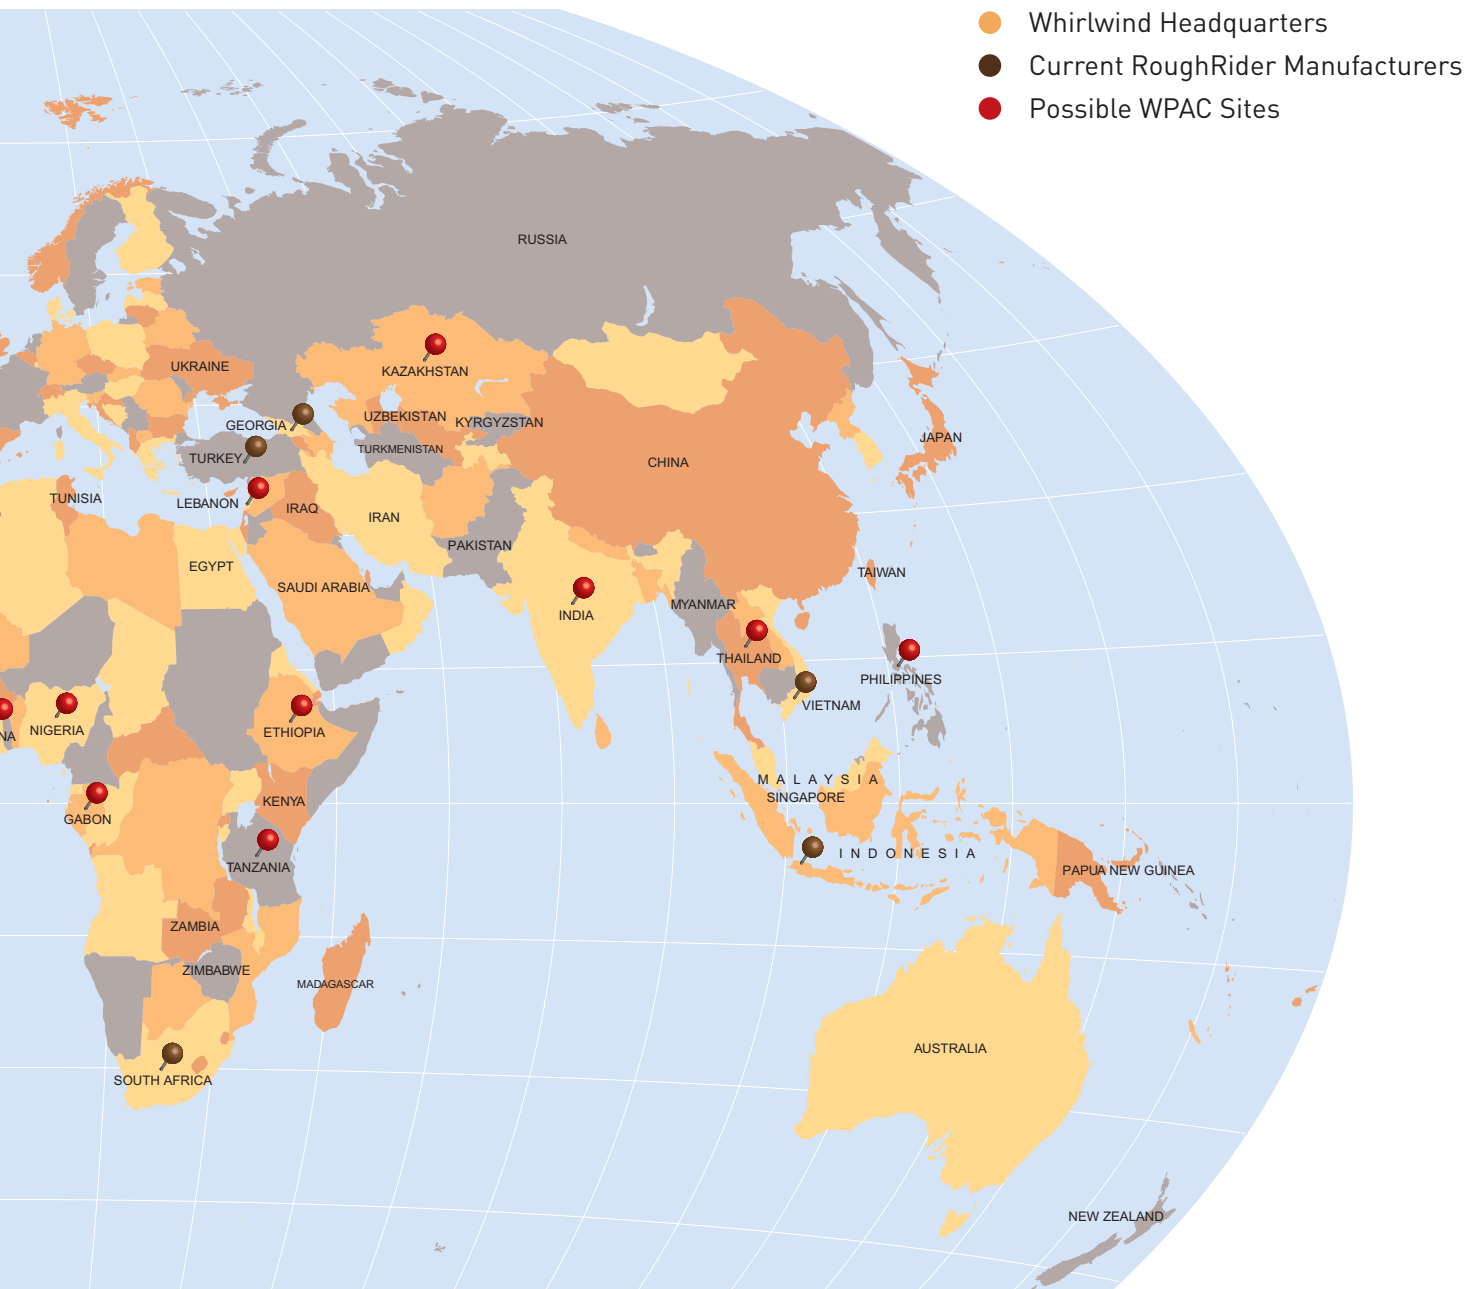 Whirlwind Headquarters
Current RoughRider Manufacturers
Possible WPAC Sites
RUSSIA
UKRAINE
KAZAKHSTAN
GEORGIA
UZBEKISTAN
KYRGYZSTAN
TURKEY
TURKMENISTAN
JAPAN
CHINA
TUNISIA
LEBANON
IRAQ
IRAN
PAKISTAN
EGYPT
SAUDI ARABIA
TAIWAN
INDIA
MYANMAR
THAILAND
PHILIPPINES
VIETNAM
NA
NIGERIA
ETHIOPIA
MALAYSIA
SINGAPORE
KENYA
GABON
INDONESIA
TANZANIA
PAPUA NEW GUINEA
ZAMBIA
ZIMBABWE
MADAGASCAR
AUSTRALIA
SOUTH AFRICA
NEW ZEALAND